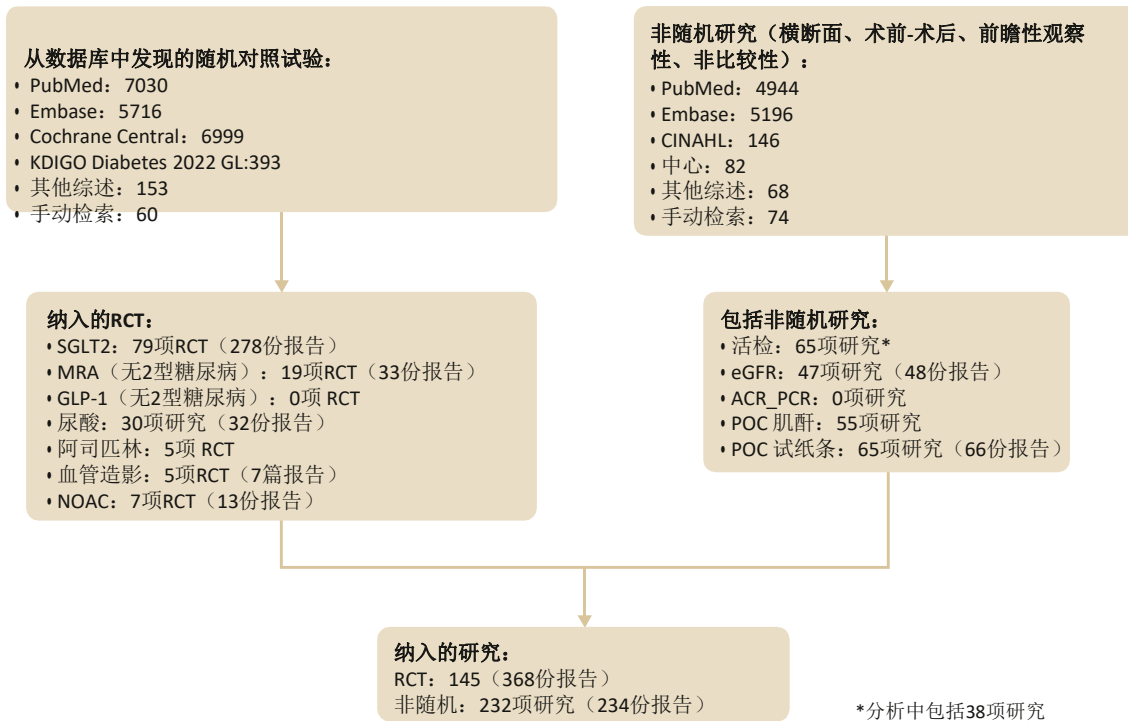 从数据库中发现的随机对照试验：
• PubMed：7030
• Embase：5716
• Cochrane Central：6999
• KDIGO Diabetes 2022 GL:393
• 其他综述：153
• 手动检索：60
非随机研究（横断面、术前-术后、前瞻性观察
性、非比较性）：
• PubMed：4944
• Embase：5196
• CINAHL：146
• 中心：82
• 其他综述：68
• 手动检索：74
纳入的RCT：
• SGLT2：79项RCT（278份报告）
• MRA（无2型糖尿病）：19项RCT（33份报告）
• GLP-1（无2型糖尿病）：0项 RCT
• 尿酸：30项研究（32份报告）
• 阿司匹林：5项 RCT
• 血管造影：5项RCT（7篇报告）
• NOAC：7项RCT（13份报告）
包括非随机研究：
• 活检：65项研究*
• eGFR：47项研究（48份报告）
• ACR_PCR：0项研究
• POC 肌酐：55项研究
• POC 试纸条：65项研究（66份报告）
纳入的研究：
RCT：145（368份报告）
非随机：232项研究（234份报告）
*分析中包括38项研究